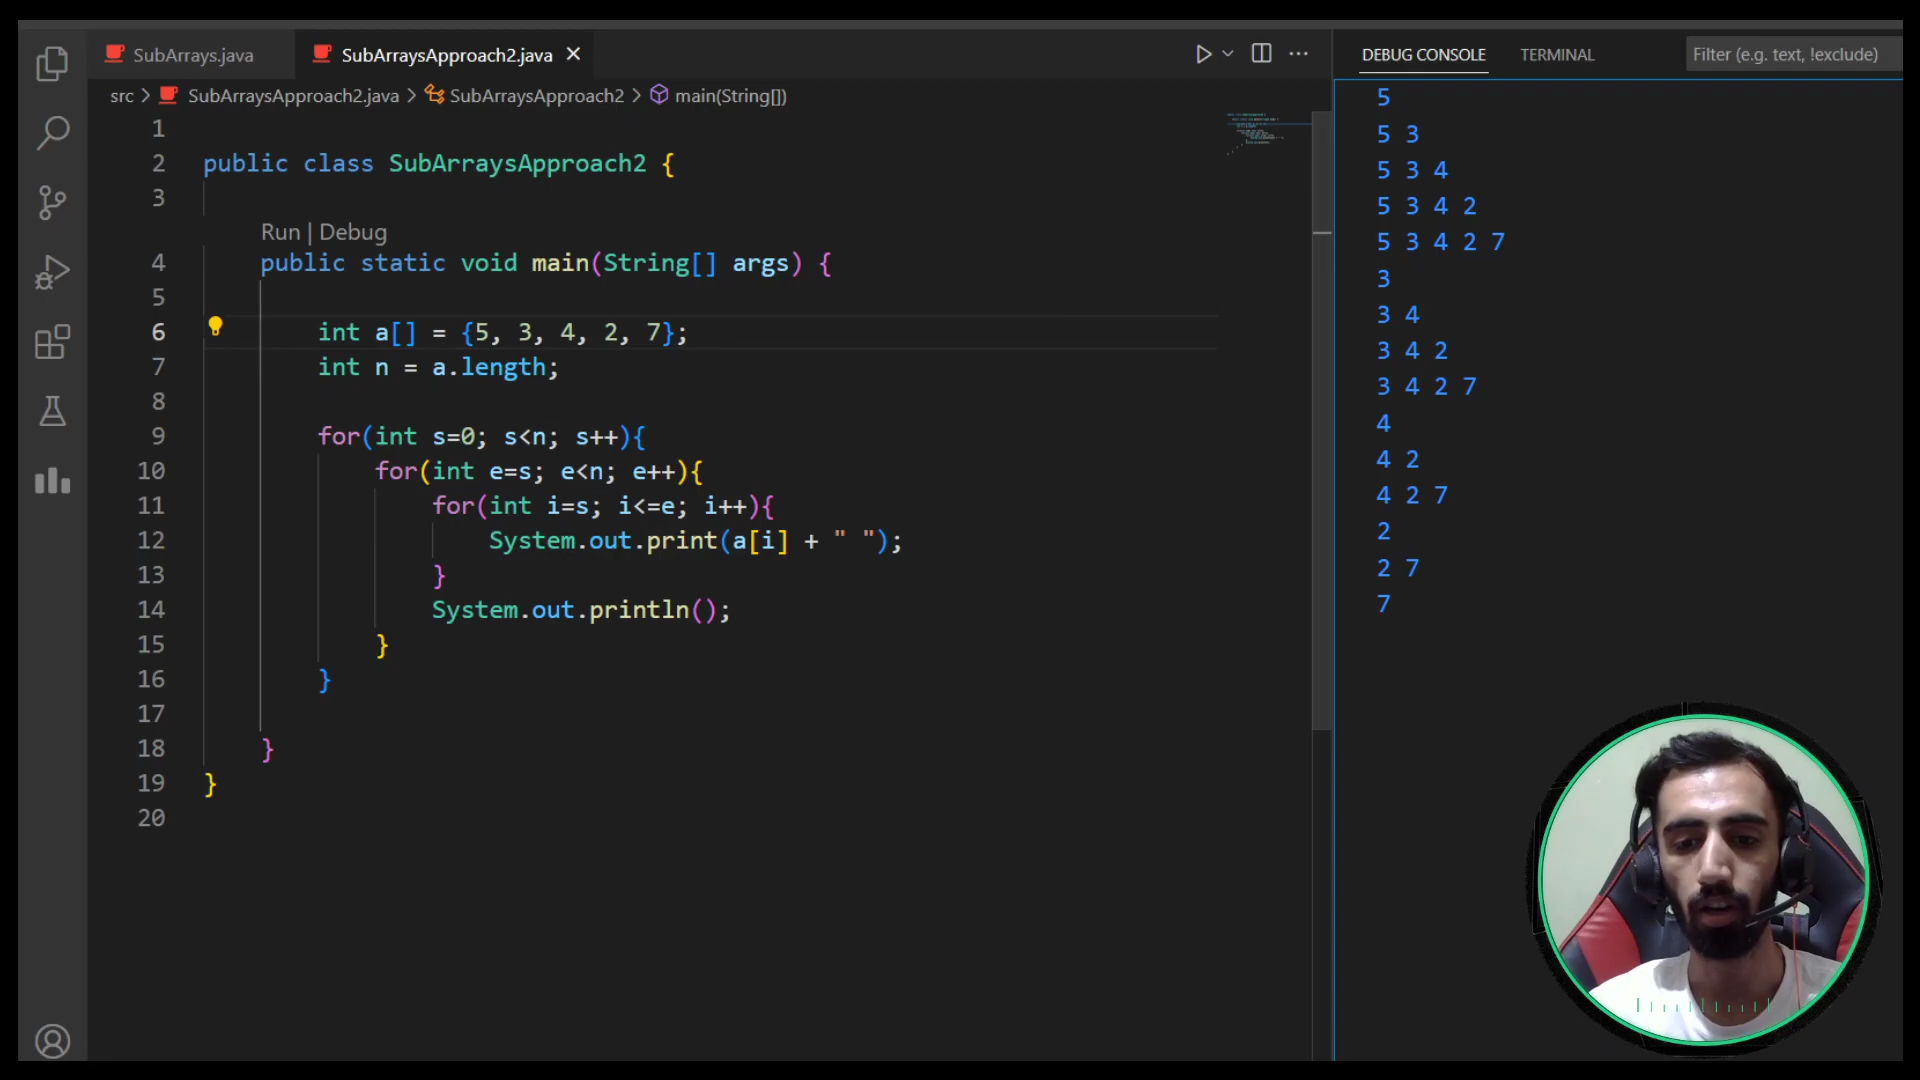 SubArrays.java
SubArraysApproach2.java
src > SubArraysApproach2.java > SubArraysApproach2 > main(String[])
1
2 public class SubArraysApproach2 {
3
Run | Debug
4 public static void main(String[] args) {
5
6 int a[] = {5, 3, 4, 2, 7};
7 int n = a.length;
8
9 for(int s=0; s<n; s++){
10 for(int e=s; e<n; e++){
11 for(int i=s; i<=e; i++){
12 System.out.print(a[i] + " ");
13 }
14 System.out.println();
15 }
16 }
17
18 }
19 }
20
DEBUG CONSOLE
TERMINAL
Filter (e.g. text, !exclude)
5
5 3
5 3 4
5 3 4 2
5 3 4 2 7
3
3 4
3 4 2
3 4 2 7
4
4 2
4 2 7
2
2 7
7